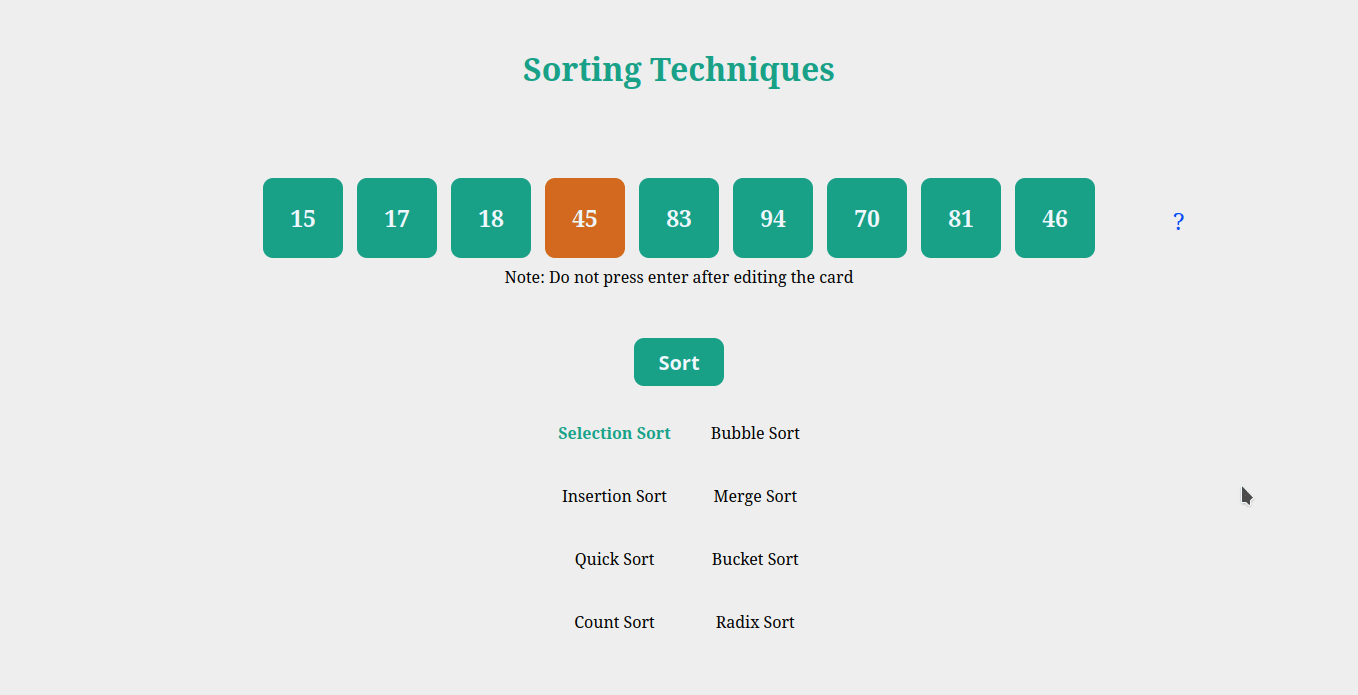 Sorting Techniques
15 17 18 45 83 94 70 81 46 ?
Note: Do not press enter after editing the card
Sort
Selection Sort Bubble Sort
Insertion Sort Merge Sort
Quick Sort Bucket Sort
Count Sort Radix Sort